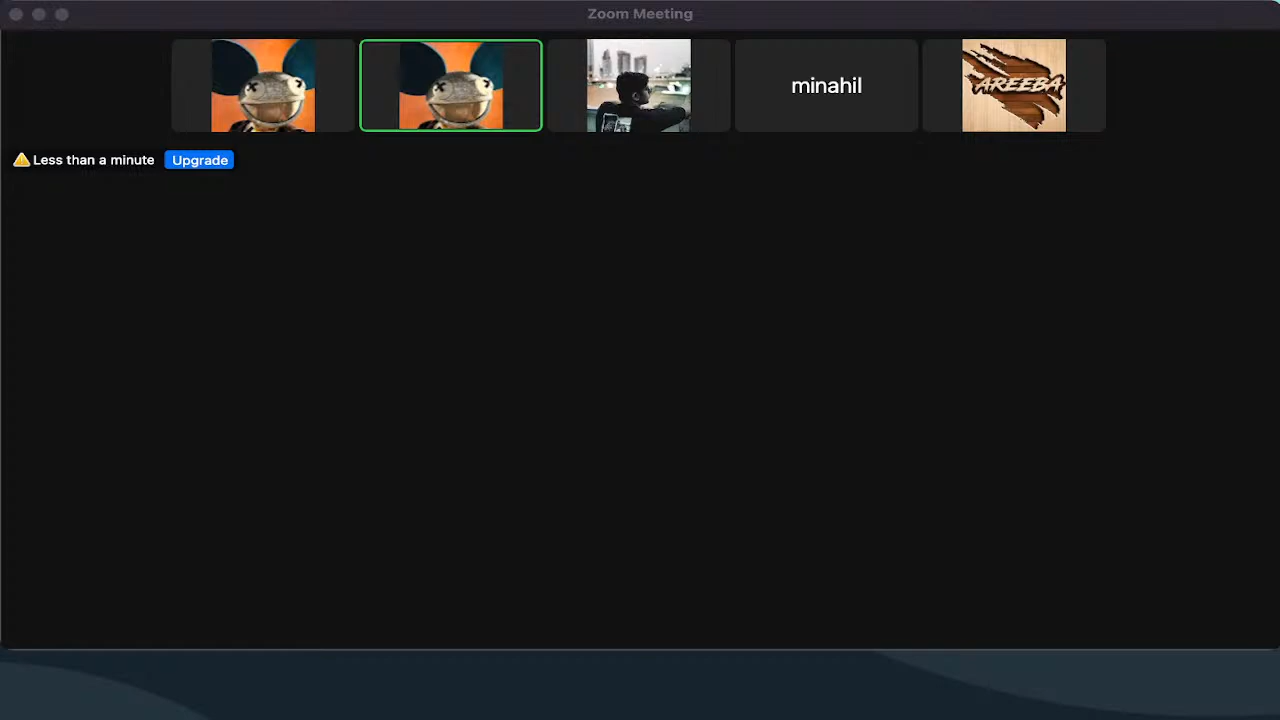 Zoom Meeting
minahil
AREEBA
Less than a minute
Upgrade